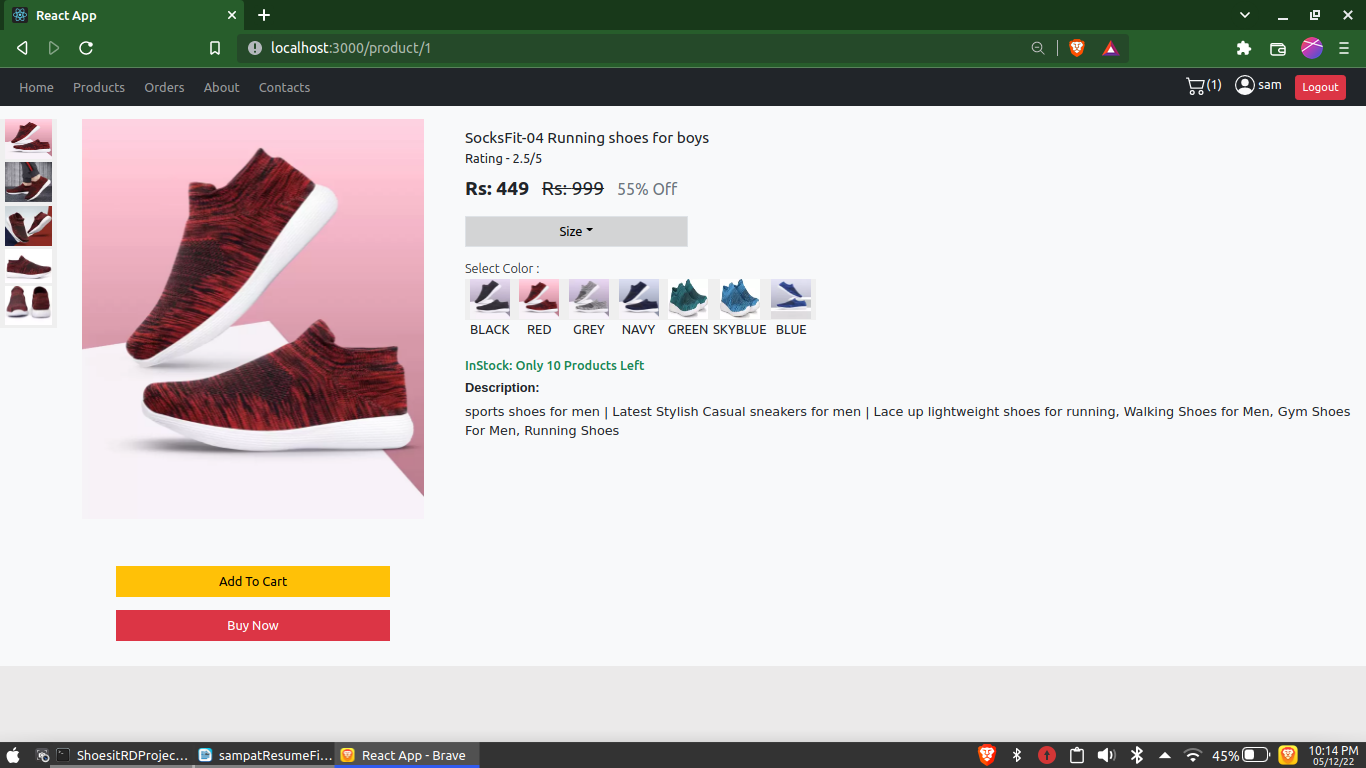 React App
localhost:3000/product/1
Home Products Orders About Contacts (1) sam Logout
SocksFit-04 Running shoes for boys
Rating - 2.5/5
Rs: 449 Rs: 999 55% Off
Size
Select Color :
BLACK RED GREY NAVY GREEN SKYBLUE BLUE
InStock: Only 10 Products Left
Description:
sports shoes for men | Latest Stylish Casual sneakers for men | Lace up lightweight shoes for running, Walking Shoes for Men, Gym Shoes
For Men, Running Shoes
Add To Cart
Buy Now
ShoesitRDProjec... sampatResumeFi... React App - Brave 45% 10:14 PM
05/12/22